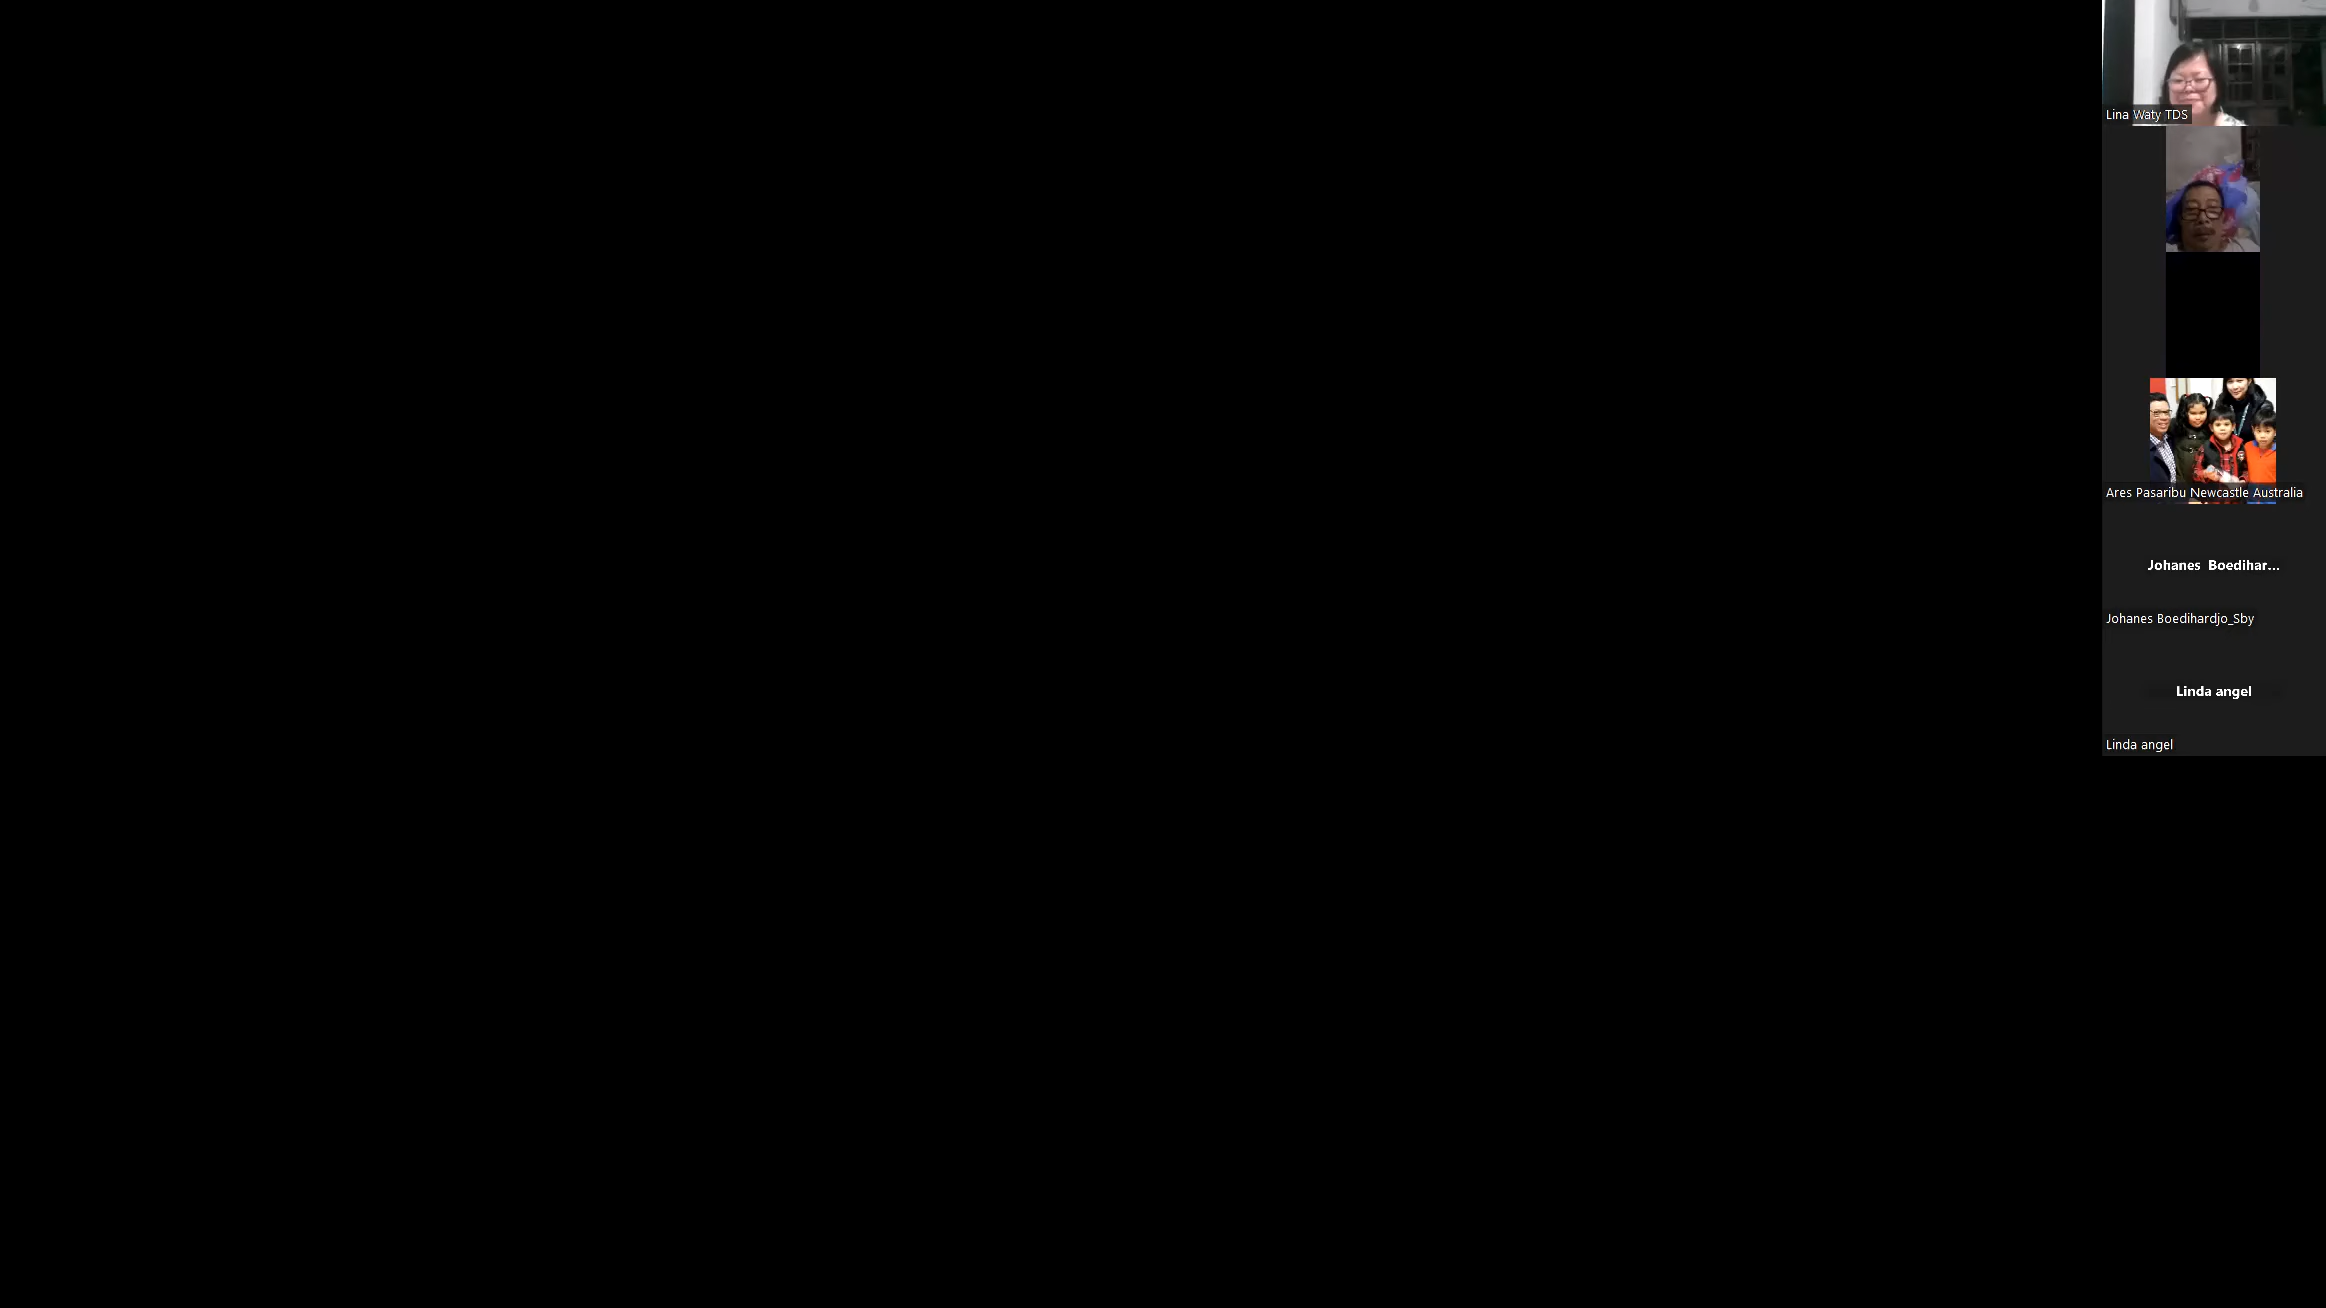 Lina Waty TDS
Ares Pasaribu Newcastle Australia
Johanes Boedihar...
Johanes Boedihardjo_Sby
Linda angel
Linda angel